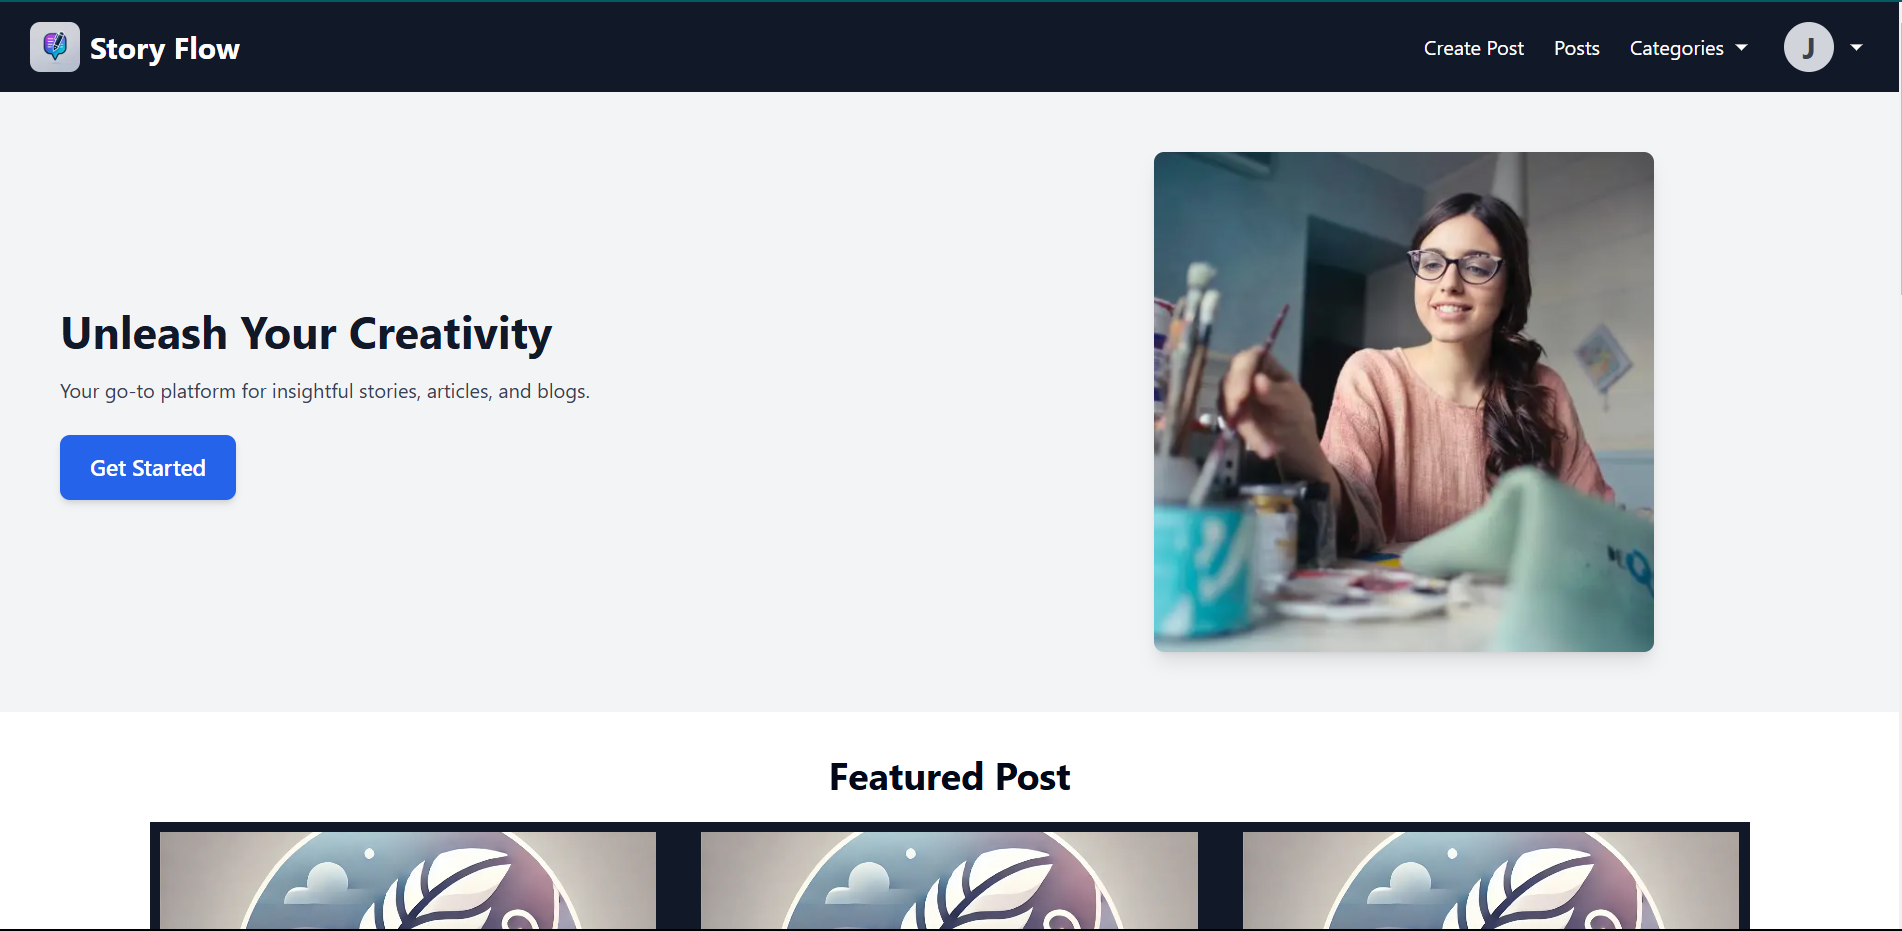 Story Flow
Create Post
Posts
Categories
J
Unleash Your Creativity
Your go-to platform for insightful stories, articles, and blogs.
Get Started
Featured Post